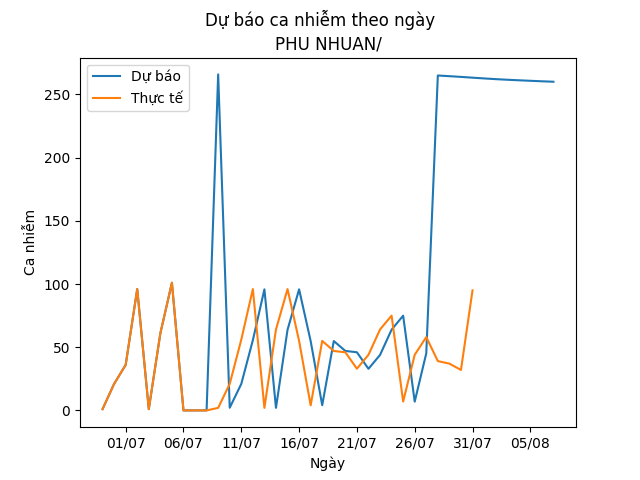 Dự báo ca nhiễm theo ngày
PHU NHUAN/
Dự báo
Thực tế
Ca nhiễm
250
200
150
100
50
0
01/07 06/07 11/07 16/07 21/07 26/07 31/07 05/08
Ngày